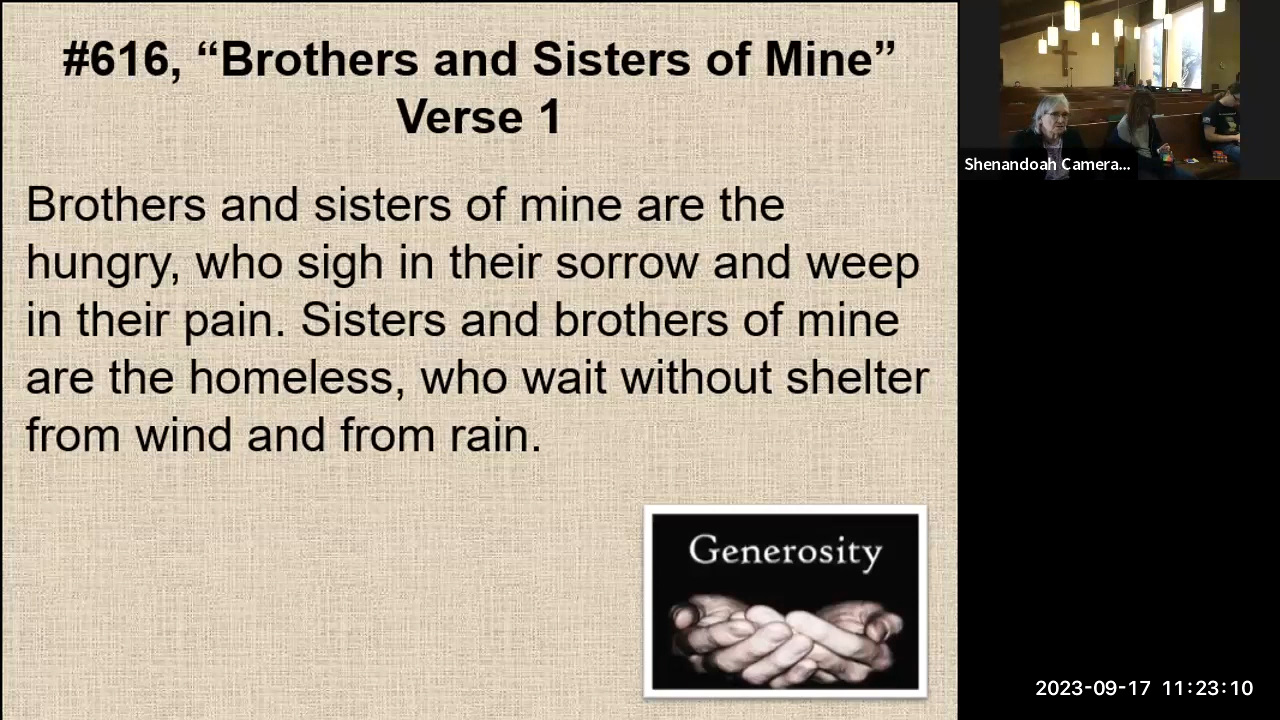 #616, “Brothers and Sisters of Mine”
Verse 1
Brothers and sisters of mine are the
hungry, who sigh in their sorrow and weep
in their pain. Sisters and brothers of mine
are the homeless, who wait without shelter
from wind and from rain.
Generosity
Shenandoah Camera...
2023-09-17 11:23:10